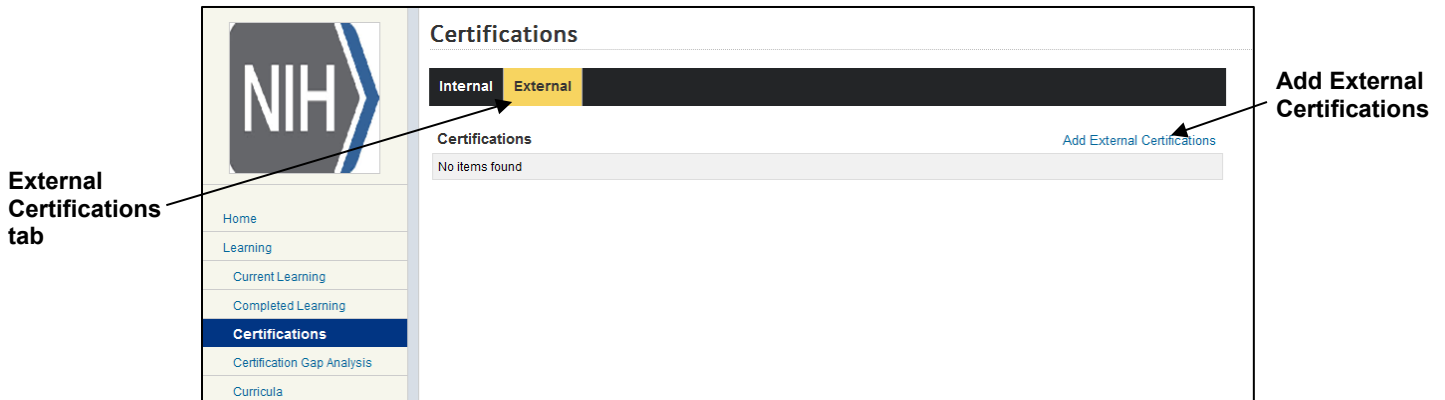 NIH
Certifications
Internal External
Certifications Add External Certifications
No items found
Home
Learning
Current Learning
Completed Learning
Certifications
Certification Gap Analysis
Curricula
External
Certifications
tab
Add External
Certifications